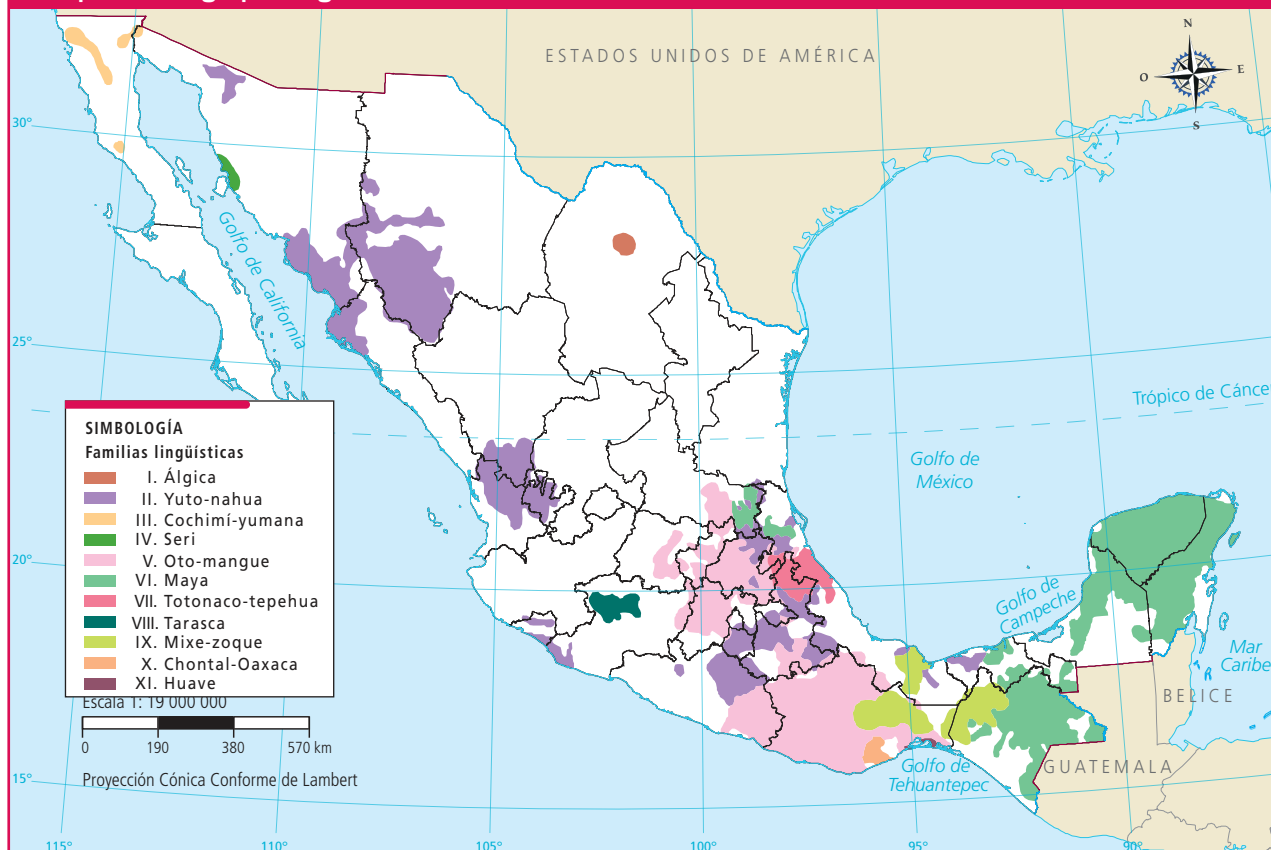 ESTADOS UNIDOS DE AMÉRICA
N
O
E
S
30°
Golfo de California
25°
Trópico de Cánce
Golfo de
México
SIMBOLOGÍA
Familias lingüísticas
I. Álgica
II. Yuto-nahua
III. Cochimí-yumana
IV. Seri
V. Oto-mangue
VI. Maya
VII. Totonaco-tepehua
VIII. Tarasca
IX. Mixe-zoque
X. Chontal-Oaxaca
XI. Huave
20°
Golfo de
Campeche
Mar
Caribe
BELICE
Escala 1: 19 000 000
0 190 380 570 km
Proyección Cónica Conforme de Lambert
Golfo de
Tehuantepec
GUATEMALA
15°
115° 110° 105° 100° 95° 90°